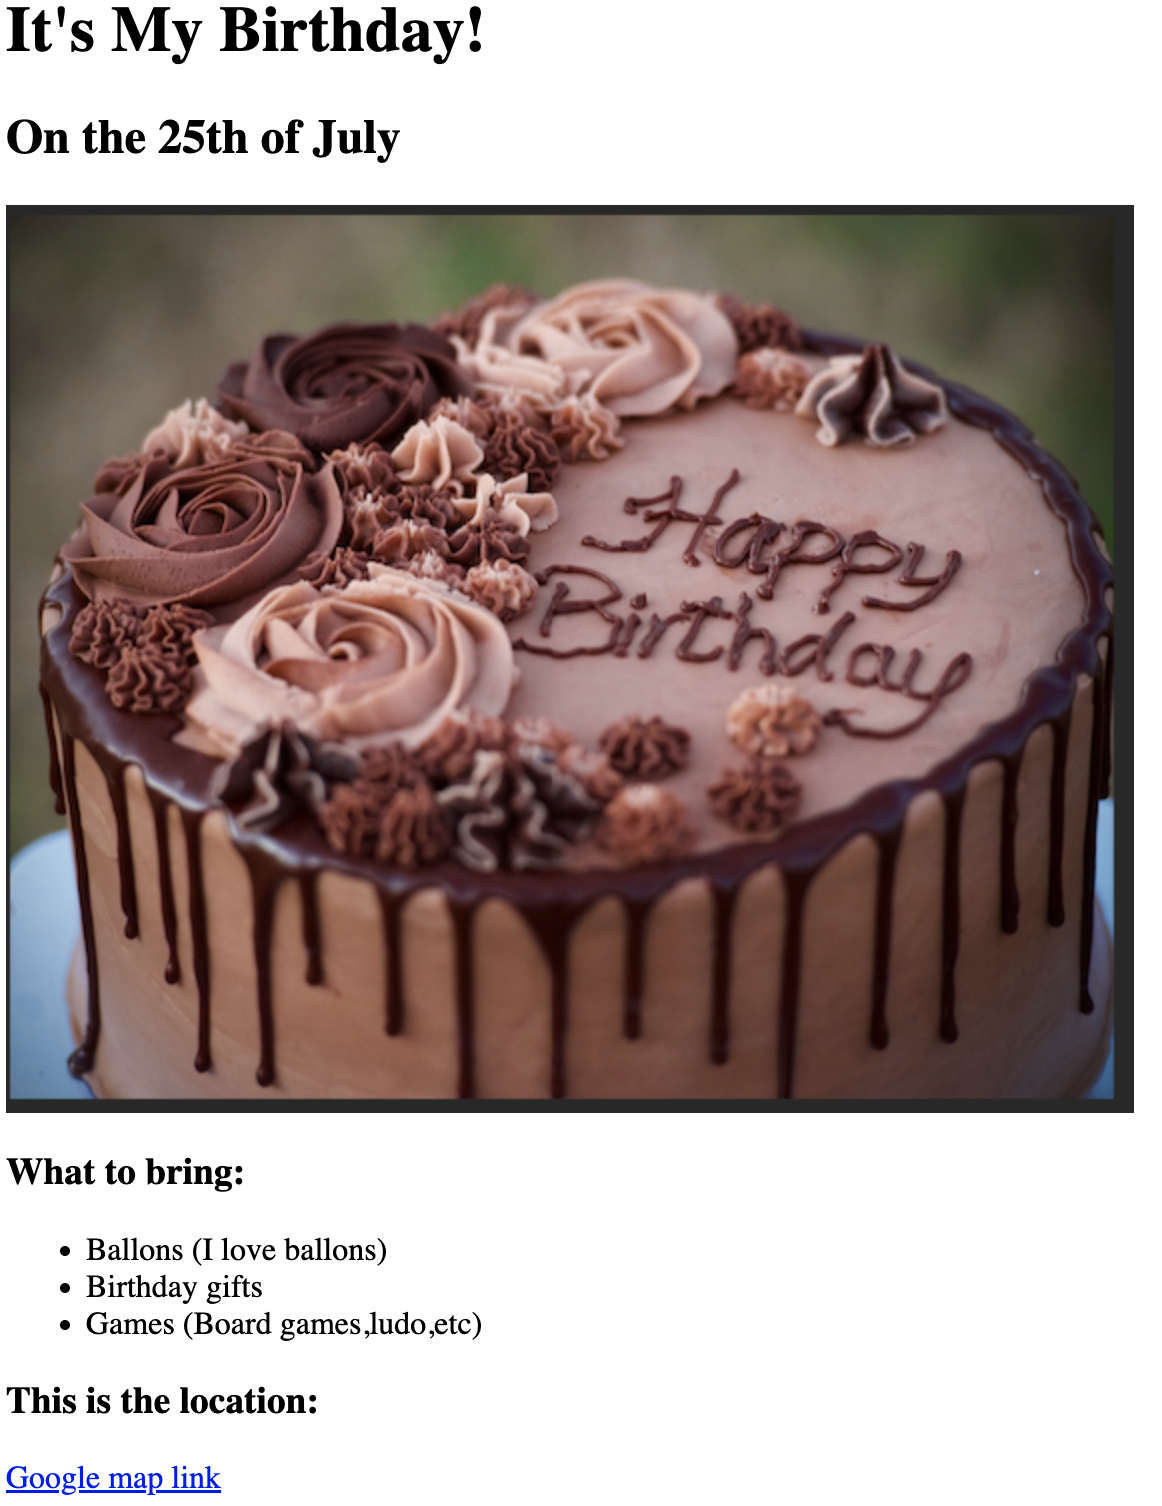 It's My Birthday!
On the 25th of July
Happy
Birthday
What to bring:
Ballons (I love ballons)
Birthday gifts
Games (Board games,ludo,etc)
This is the location:
Google map link